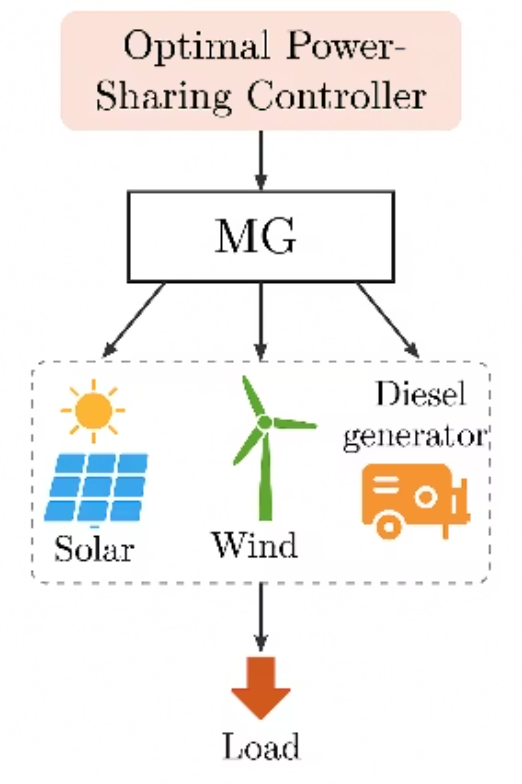 Optimal Power-
Sharing Controller
MG
Diesel
generator
Solar
Wind
Load